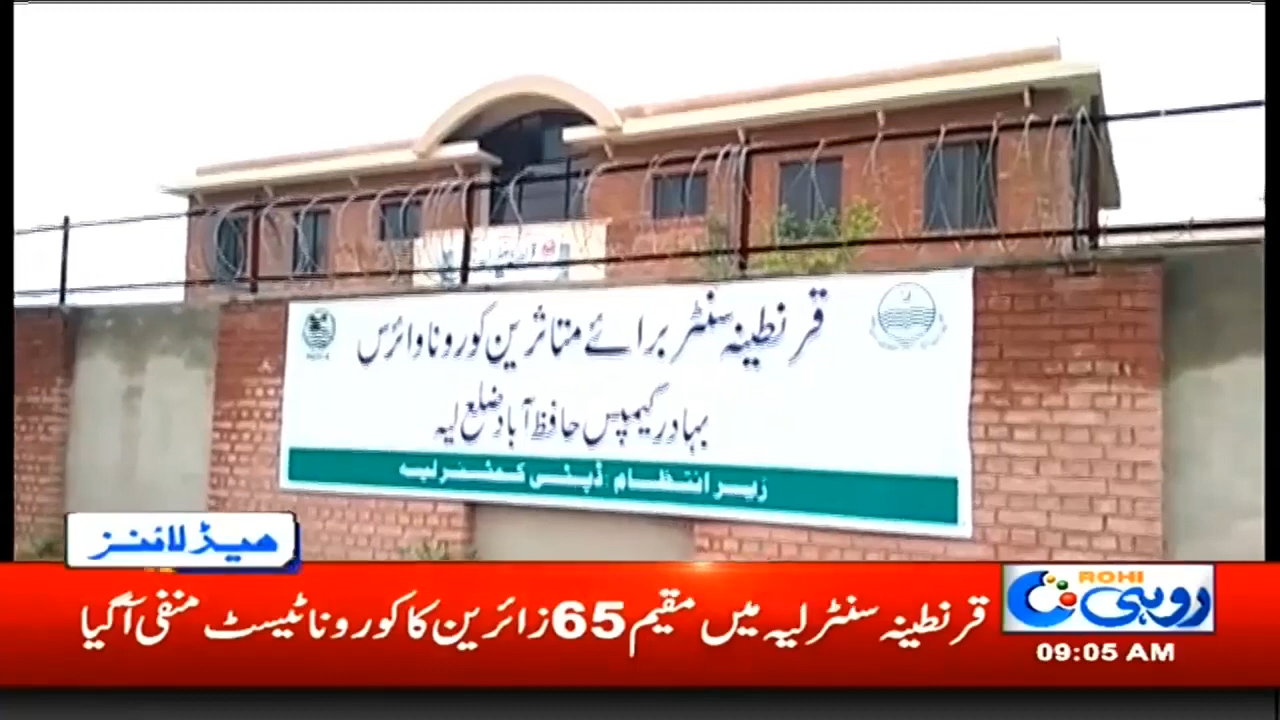 قرنطینہ سنٹر برائے متاثرین کورونا وائرس
بہادر کیمپس حافظ آباد ضلع لیہ
زیر انتظام : ڈپٹی کمشنر لیہ
ہیڈ لائنز
قرنطینہ سنٹر لیہ میں مقیم 65 زائرین کا کورونا ٹیسٹ منفی آگیا
ROHI
روہی
09:05 AM